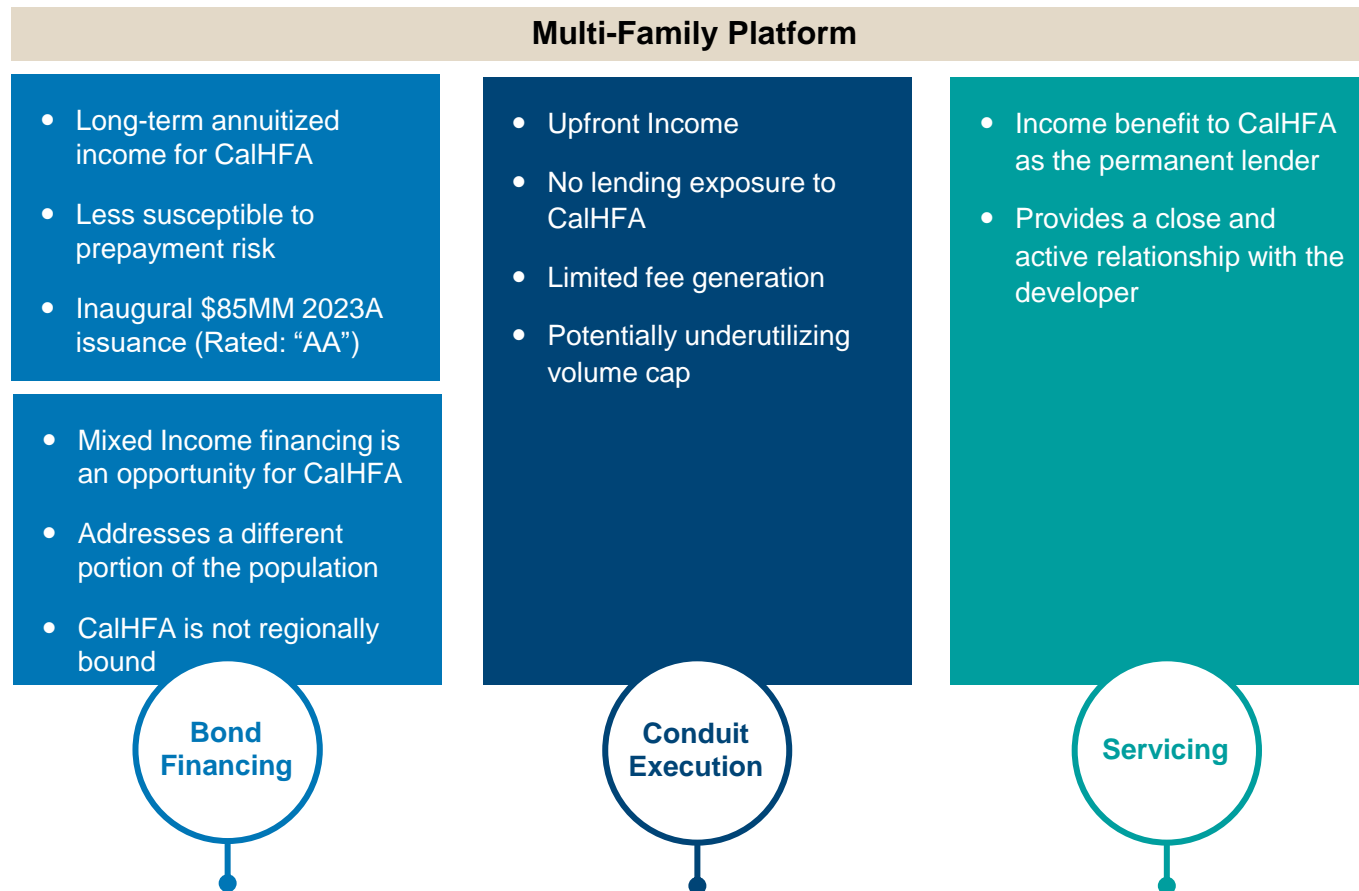 Multi-Family Platform
• Long-term annuitized
income for CalHFA
• Less susceptible to
prepayment risk
• Inaugural $85MM 2023A
issuance (Rated: “AA”)
• Mixed Income financing is
an opportunity for CalHFA
• Addresses a different
portion of the population
• CalHFA is not regionally
bound
Bond
Financing
• Upfront Income
• No lending exposure to
CalHFA
• Limited fee generation
• Potentially underutilizing
volume cap
Conduit
Execution
• Income benefit to CalHFA
as the permanent lender
• Provides a close and
active relationship with the
developer
Servicing